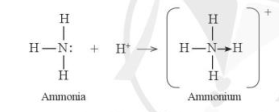 H H
H—N: + H⁺ ⟶ [H—N→H]⁺
H H
Ammonia Ammonium